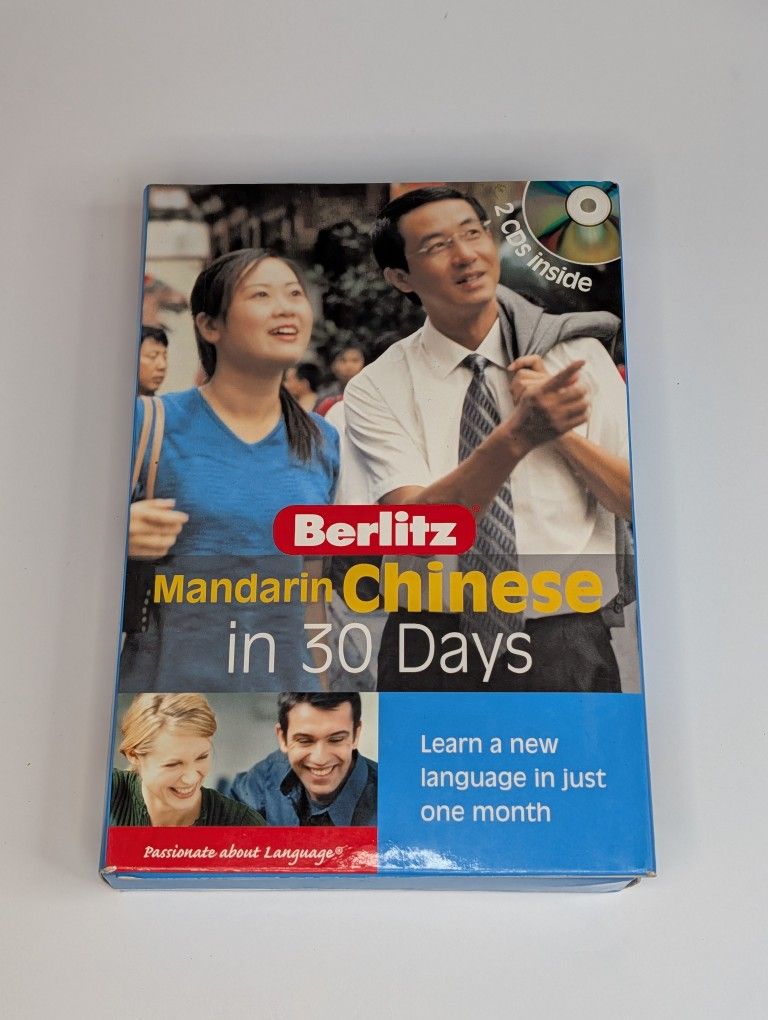 2 CDs inside
Berlitz®
Mandarin Chinese
in 30 Days
Learn a new
language in just
one month
Passionate about Language®